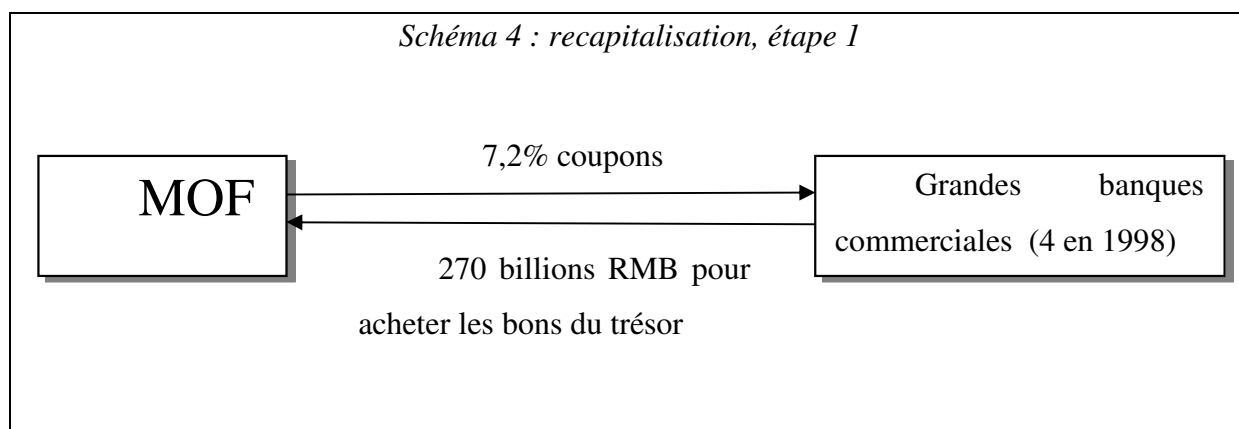 Schéma 4 : recapitalisation, étape 1
7,2% coupons
MOF
Grandes banques
commerciales (4 en 1998)
270 billions RMB pour
acheter les bons du trésor